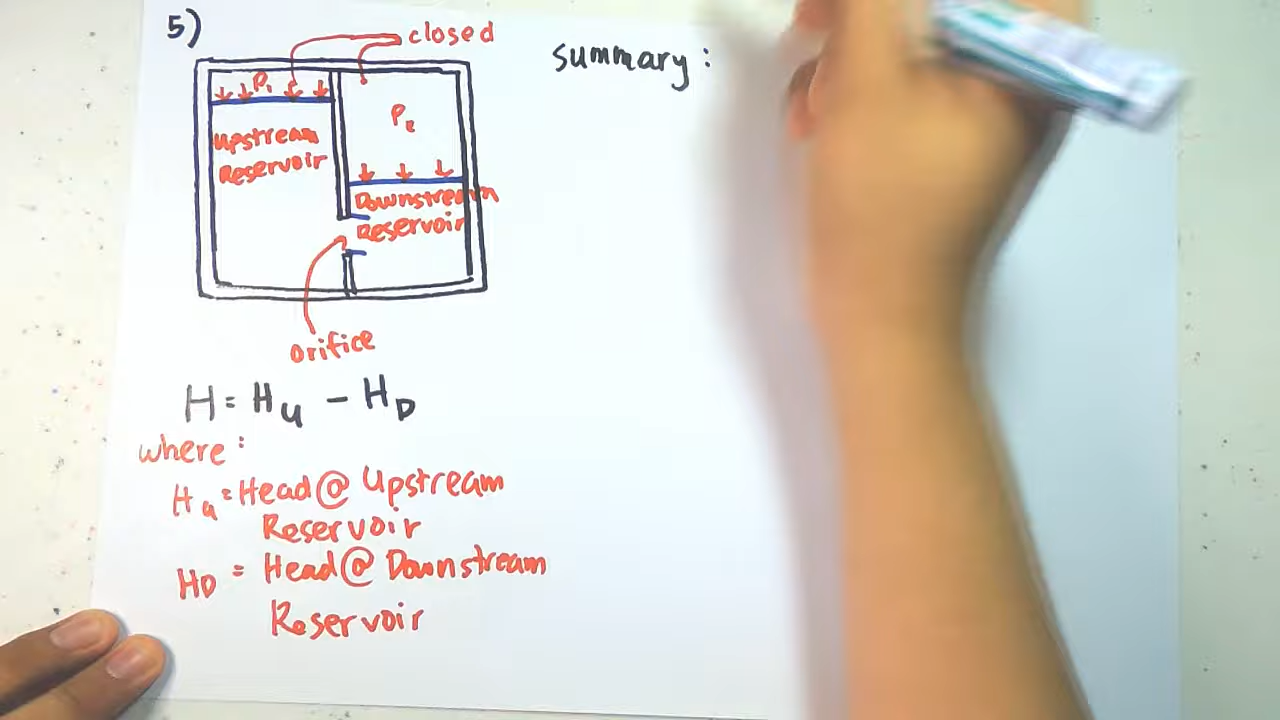 5)
closed
summary:
P₁
P₂
Upstream
Reservoir
Downstream
Reservoir
orifice
H = Hu - HD
where:
Hu = Head @ Upstream
Reservoir
HD = Head @ Downstream
Reservoir